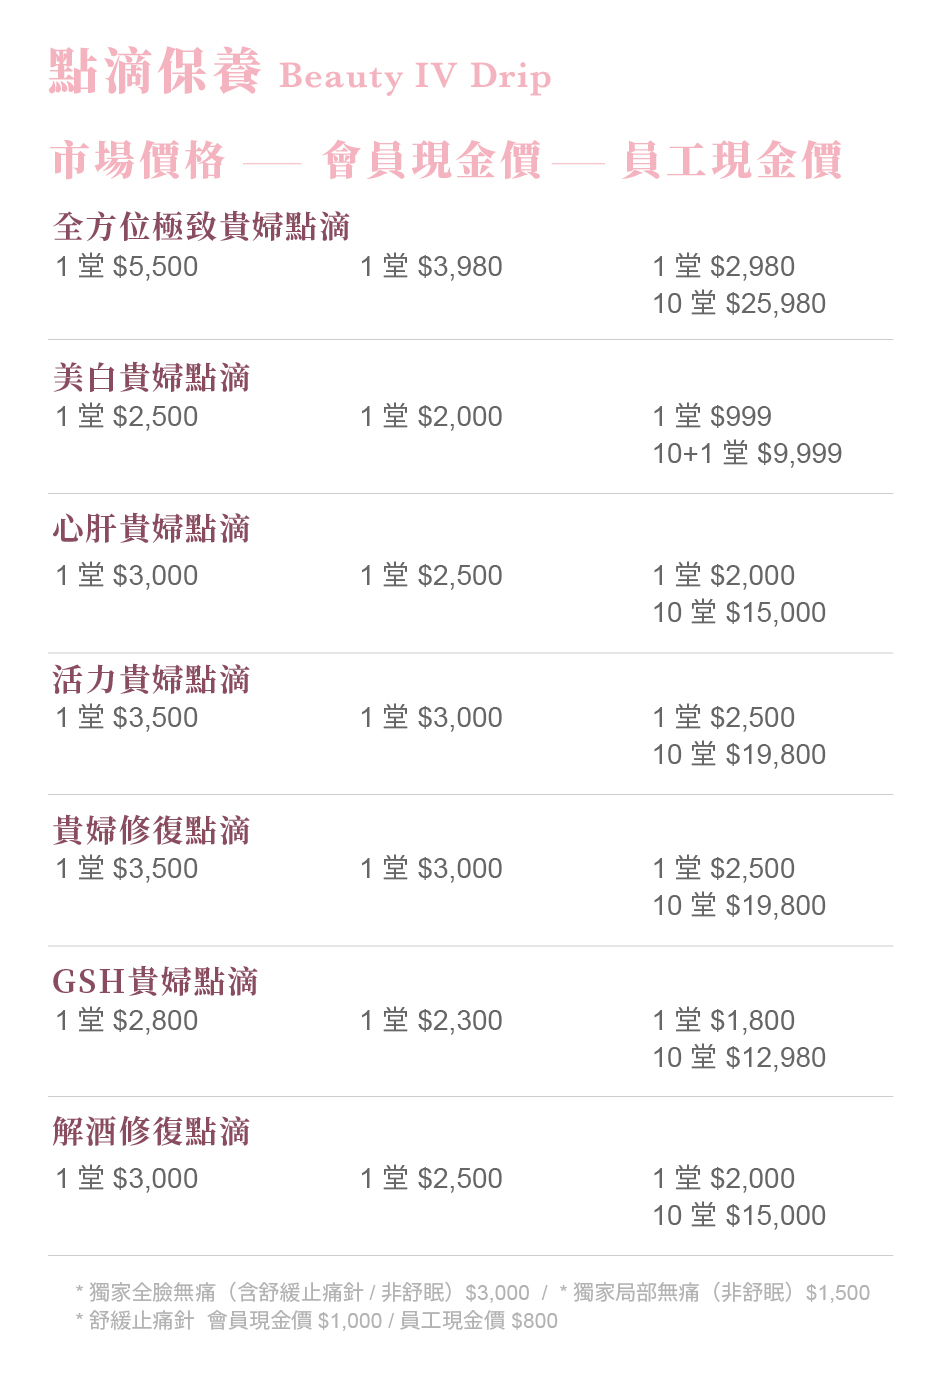 點滴保養 Beauty IV Drip
市場價格 — 會員現金價 — 員工現金價
全方位極致貴婦點滴
1 堂 $5,500 1 堂 $3,980 1 堂 $2,980
10 堂 $25,980
美白貴婦點滴
1 堂 $2,500 1 堂 $2,000 1 堂 $999
10+1 堂 $9,999
心肝貴婦點滴
1 堂 $3,000 1 堂 $2,500 1 堂 $2,000
10 堂 $15,000
活力貴婦點滴
1 堂 $3,500 1 堂 $3,000 1 堂 $2,500
10 堂 $19,800
貴婦修復點滴
1 堂 $3,500 1 堂 $3,000 1 堂 $2,500
10 堂 $19,800
GSH貴婦點滴
1 堂 $2,800 1 堂 $2,300 1 堂 $1,800
10 堂 $12,980
解酒修復點滴
1 堂 $3,000 1 堂 $2,500 1 堂 $2,000
10 堂 $15,000
* 獨家全臉無痛（含舒緩止痛針 / 非舒眠）$3,000 / * 獨家局部無痛（非舒眠）$1,500
* 舒緩止痛針 會員現金價 $1,000 / 員工現金價 $800